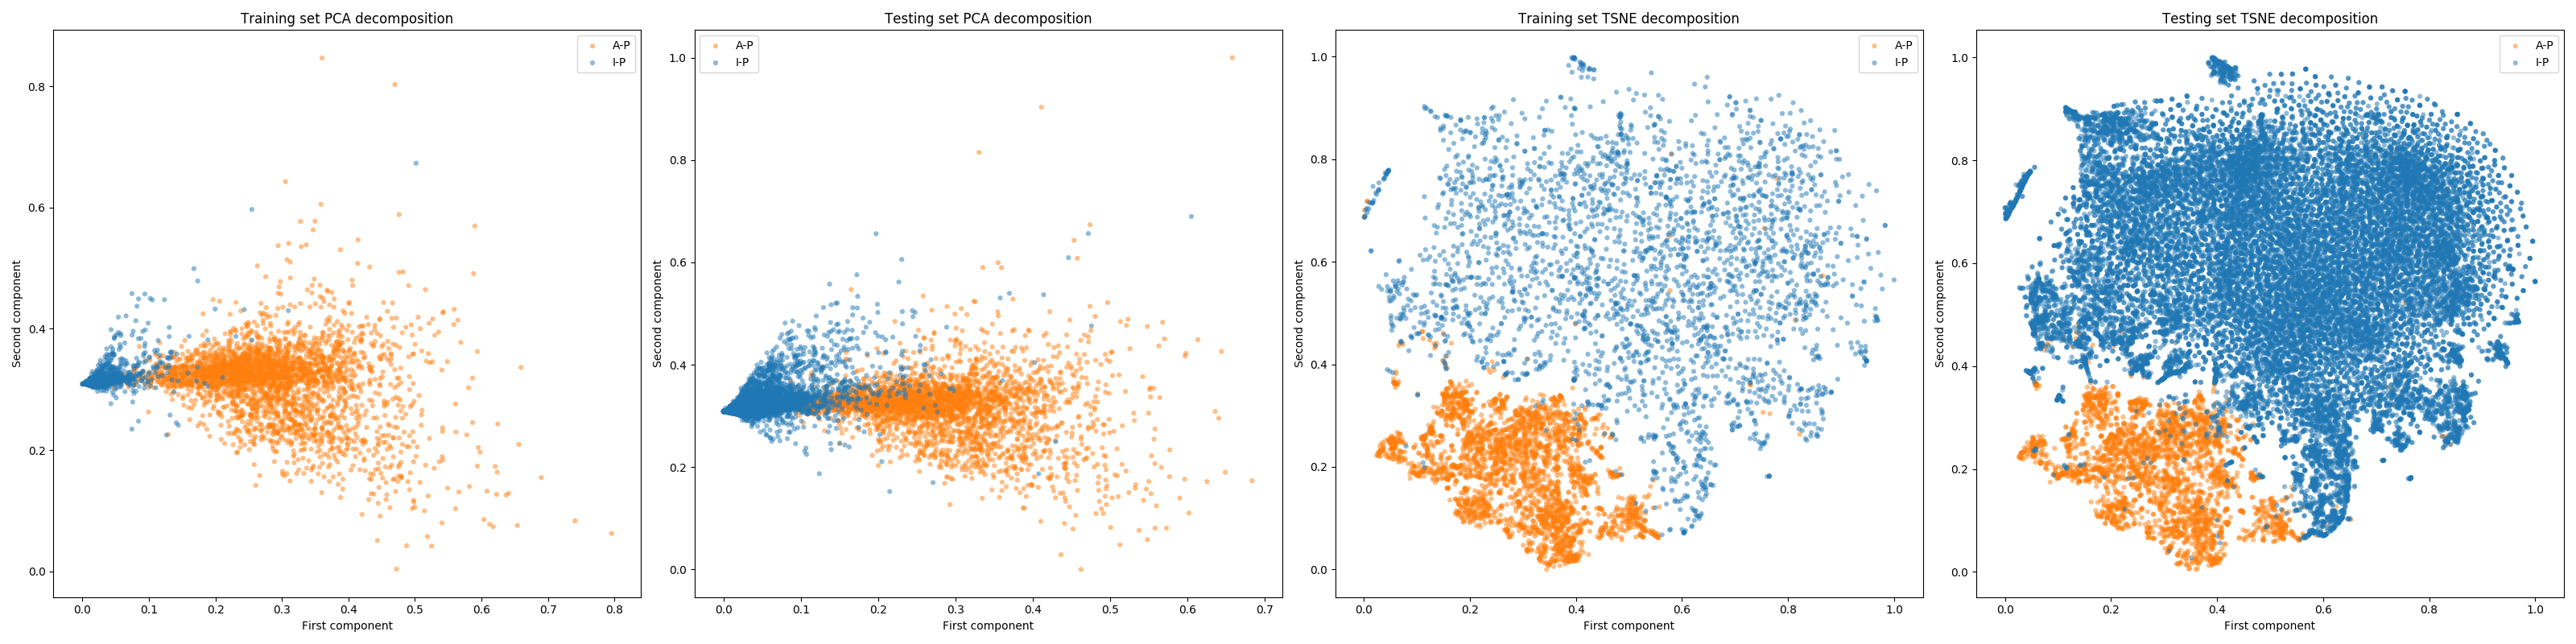 Training set PCA decomposition
A-P
I-P
0.8
0.6
0.4
0.2
0.0
Second component
0.0 0.1 0.2 0.3 0.4 0.5 0.6 0.7 0.8
First component
Testing set PCA decomposition
A-P
I-P
1.0
0.8
0.6
0.4
0.2
0.0
Second component
0.0 0.1 0.2 0.3 0.4 0.5 0.6 0.7
First component
Training set TSNE decomposition
A-P
I-P
1.0
0.8
0.6
0.4
0.2
0.0
Second component
0.0 0.2 0.4 0.6 0.8 1.0
First component
Testing set TSNE decomposition
A-P
I-P
1.0
0.8
0.6
0.4
0.2
0.0
Second component
0.0 0.2 0.4 0.6 0.8 1.0
First component